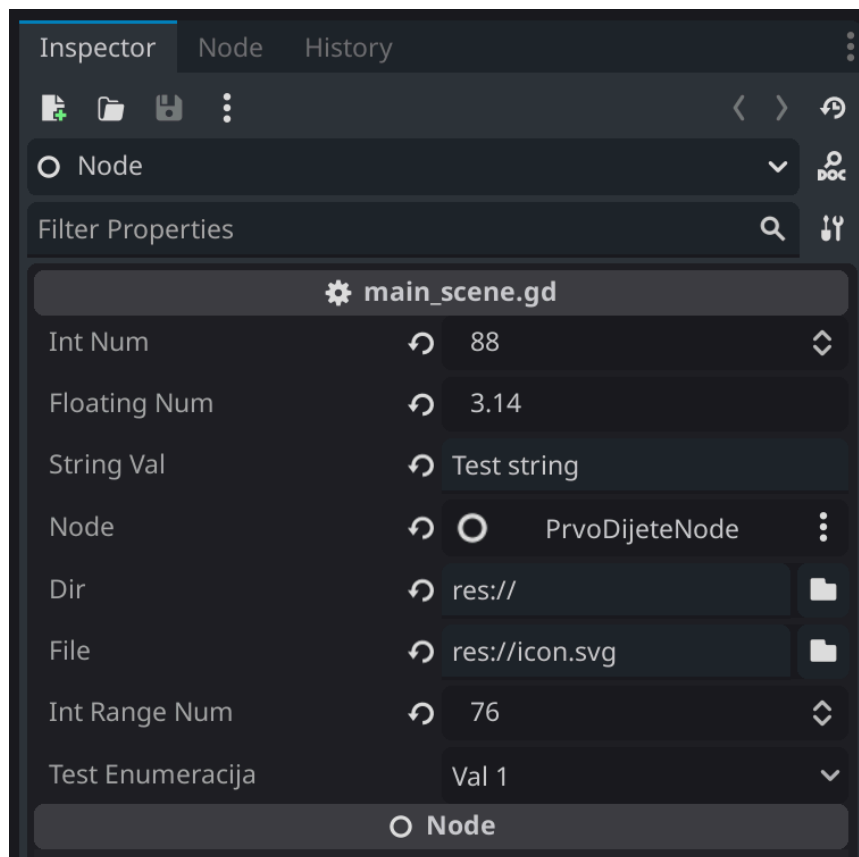 Inspector Node History
Node
DOC
Filter Properties
main_scene.gd
Int Num 88
Floating Num 3.14
String Val Test string
Node PrvoDijeteNode
Dir res://
File res://icon.svg
Int Range Num 76
Test Enumeracija Val 1
Node